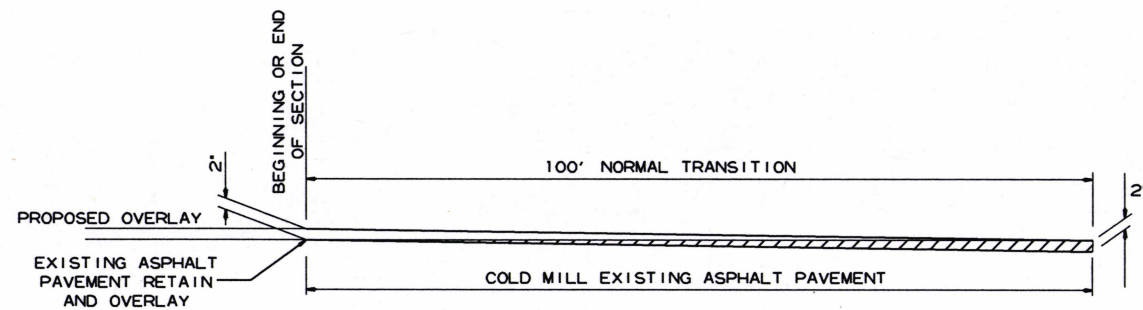 BEGINNING OR END
OF SECTION
2"
100' NORMAL TRANSITION
2
PROPOSED OVERLAY
EXISTING ASPHALT
PAVEMENT RETAIN
AND OVERLAY
COLD MILL EXISTING ASPHALT PAVEMENT